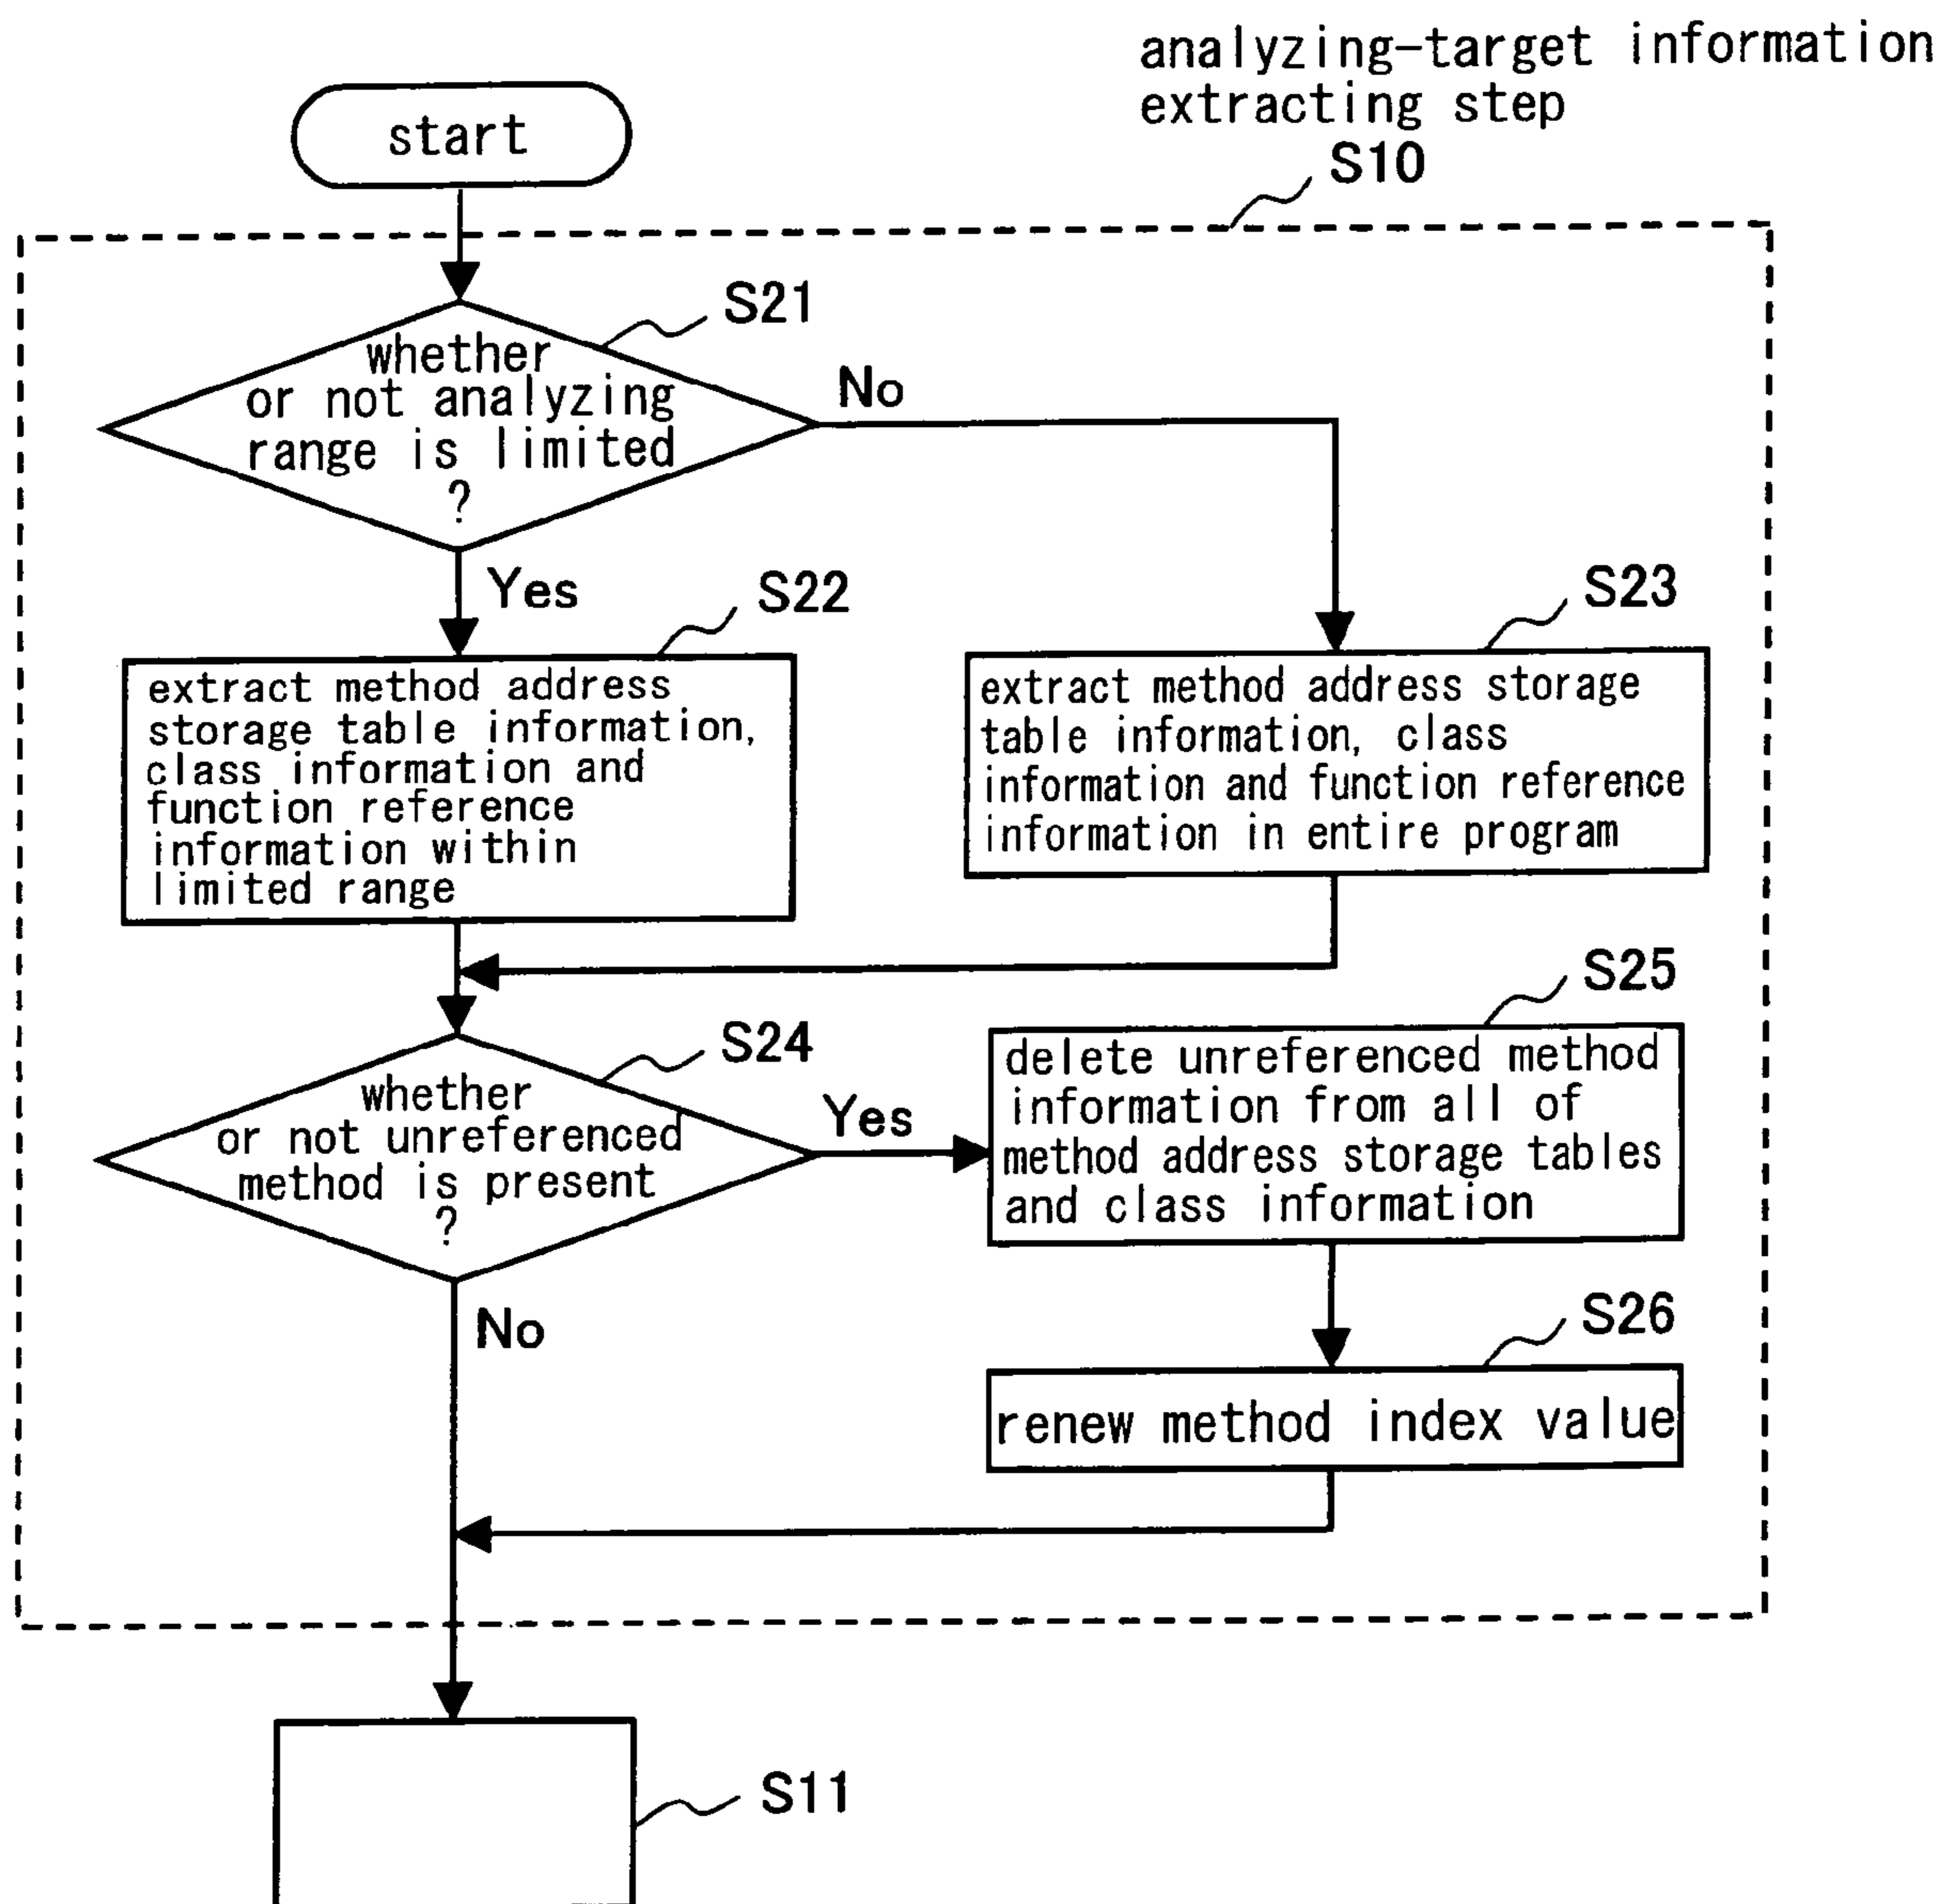 analyzing-target information
extracting step
S10
start
S21
whether
or not analyzing
range is limited
?
No
Yes
S22
extract method address
storage table information,
class information and
function reference
information within
limited range
S23
extract method address storage
table information, class
information and function reference
information in entire program
S24
whether
or not unreferenced
method is present
?
Yes
S25
delete unreferenced method
information from all of
method address storage tables
and class information
No
S26
renew method index value
S11